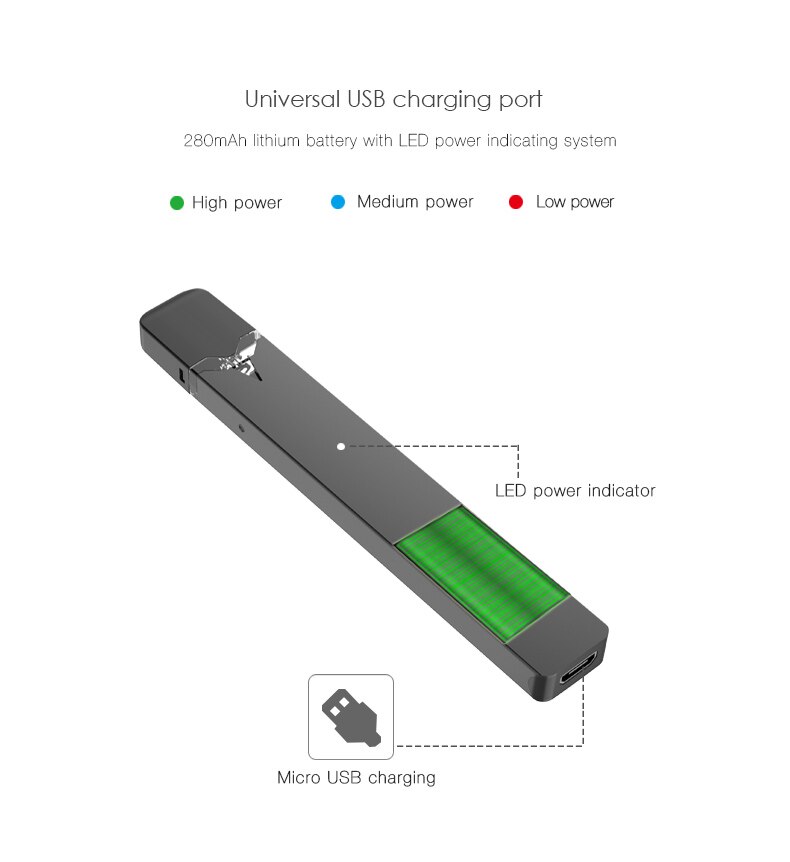 Universal USB charging port
280mAh lithium battery with LED power indicating system
High power Medium power Low power
LED power indicator
Micro USB charging